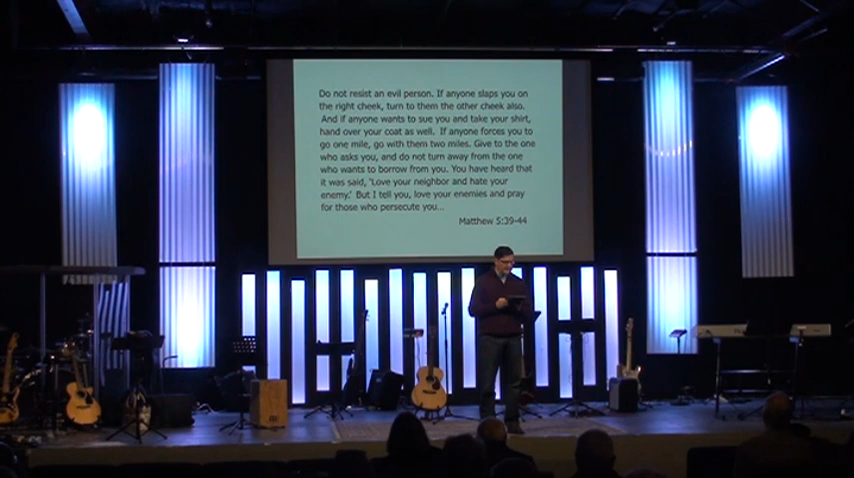 Do not resist an evil person. If anyone slaps you on
the right cheek, turn to them the other cheek also.
And if anyone wants to sue you and take your shirt,
hand over your coat as well. If anyone forces you to
go one mile, go with them two miles. Give to the one
who asks you, and do not turn away from the one
who wants to borrow from you. You have heard that
it was said, 'Love your neighbor and hate your
enemy.' But I tell you, love your enemies and pray
for those who persecute you...
Matthew 5:39-44